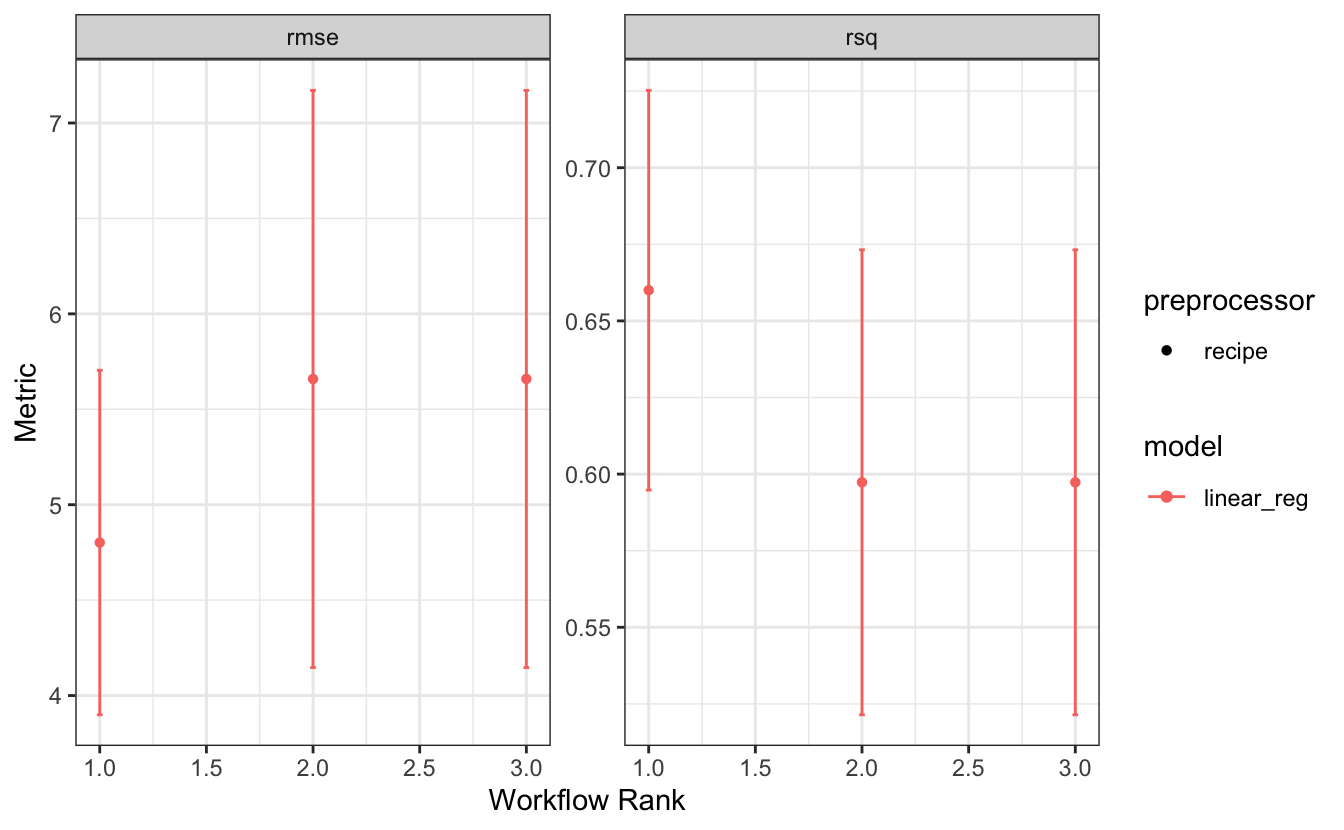 rmse
rsq
Metric
7
6
5
4
0.70
0.65
0.60
0.55
1.0 1.5 2.0 2.5 3.0
1.0 1.5 2.0 2.5 3.0
Workflow Rank
preprocessor
recipe
model
linear_reg